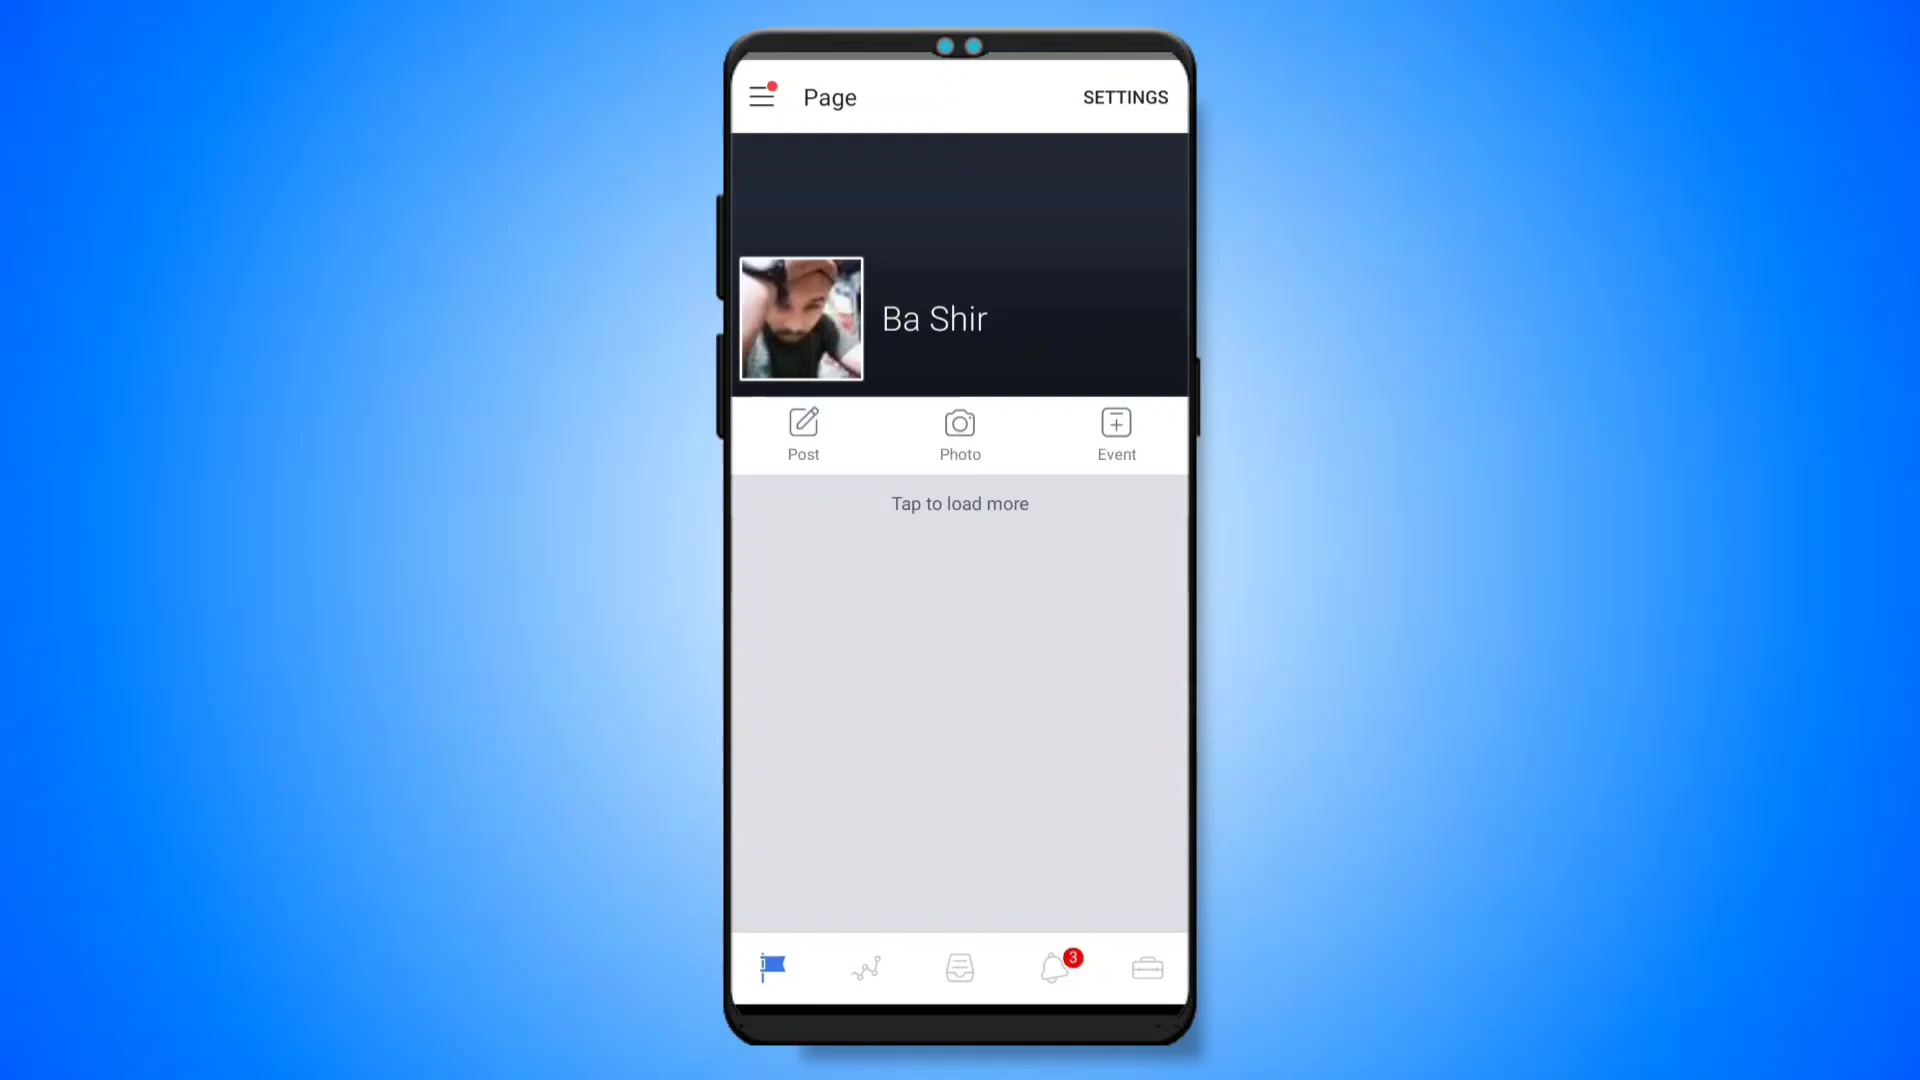 Page
SETTINGS
Ba Shir
Post
Photo
Event
Tap to load more
3